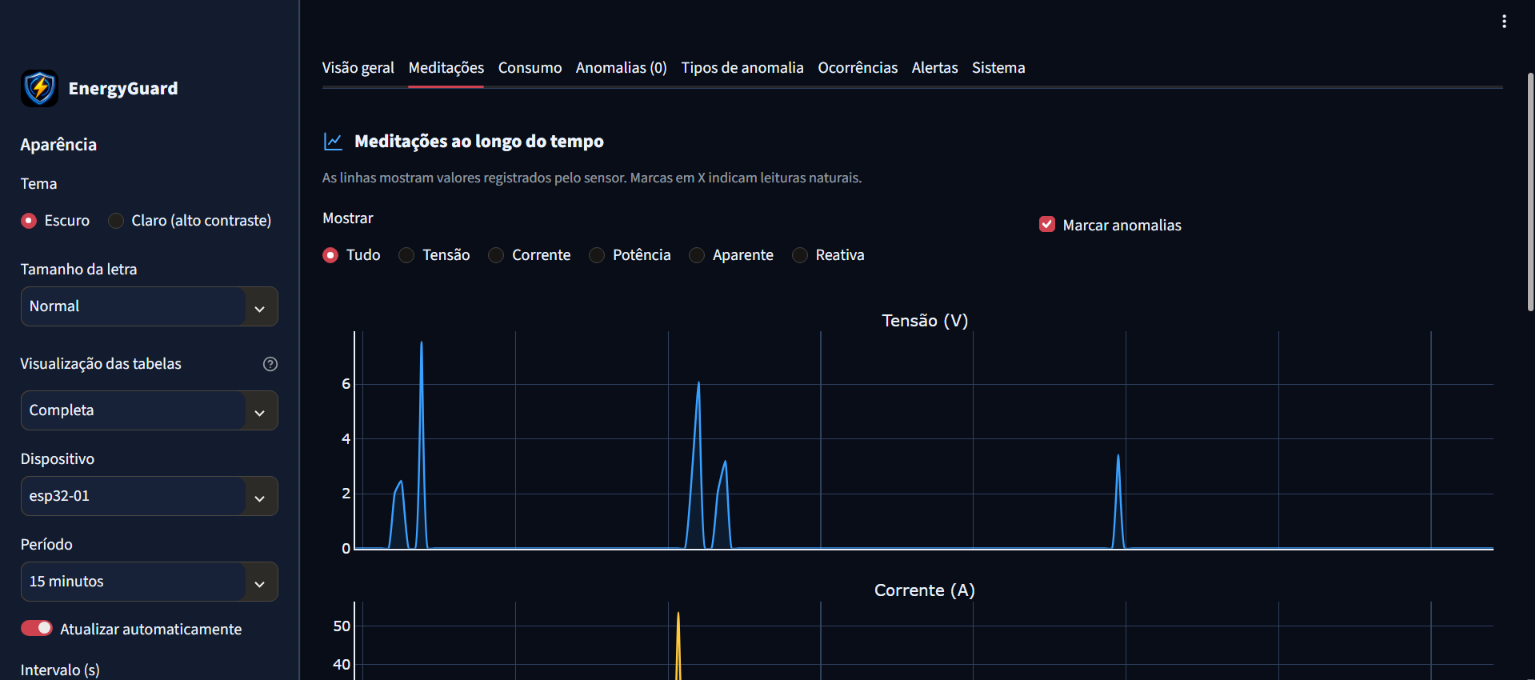 EnergyGuard
Aparência
Tema
Escuro Claro (alto contraste)
Tamanho da letra
Normal
Visualização das tabelas
Completa
Dispositivo
esp32-01
Período
15 minutos
Atualizar automaticamente
Intervalo (s)
Visão geral Meditações Consumo Anomalias (0) Tipos de anomalia Ocorrências Alertas Sistema
Meditações ao longo do tempo
As linhas mostram valores registrados pelo sensor. Marcas em X indicam leituras naturais.
Mostrar
Marcar anomalias
Tudo Tensão Corrente Potência Aparente Reativa
Tensão (V)
6
4
2
0
Corrente (A)
50
40